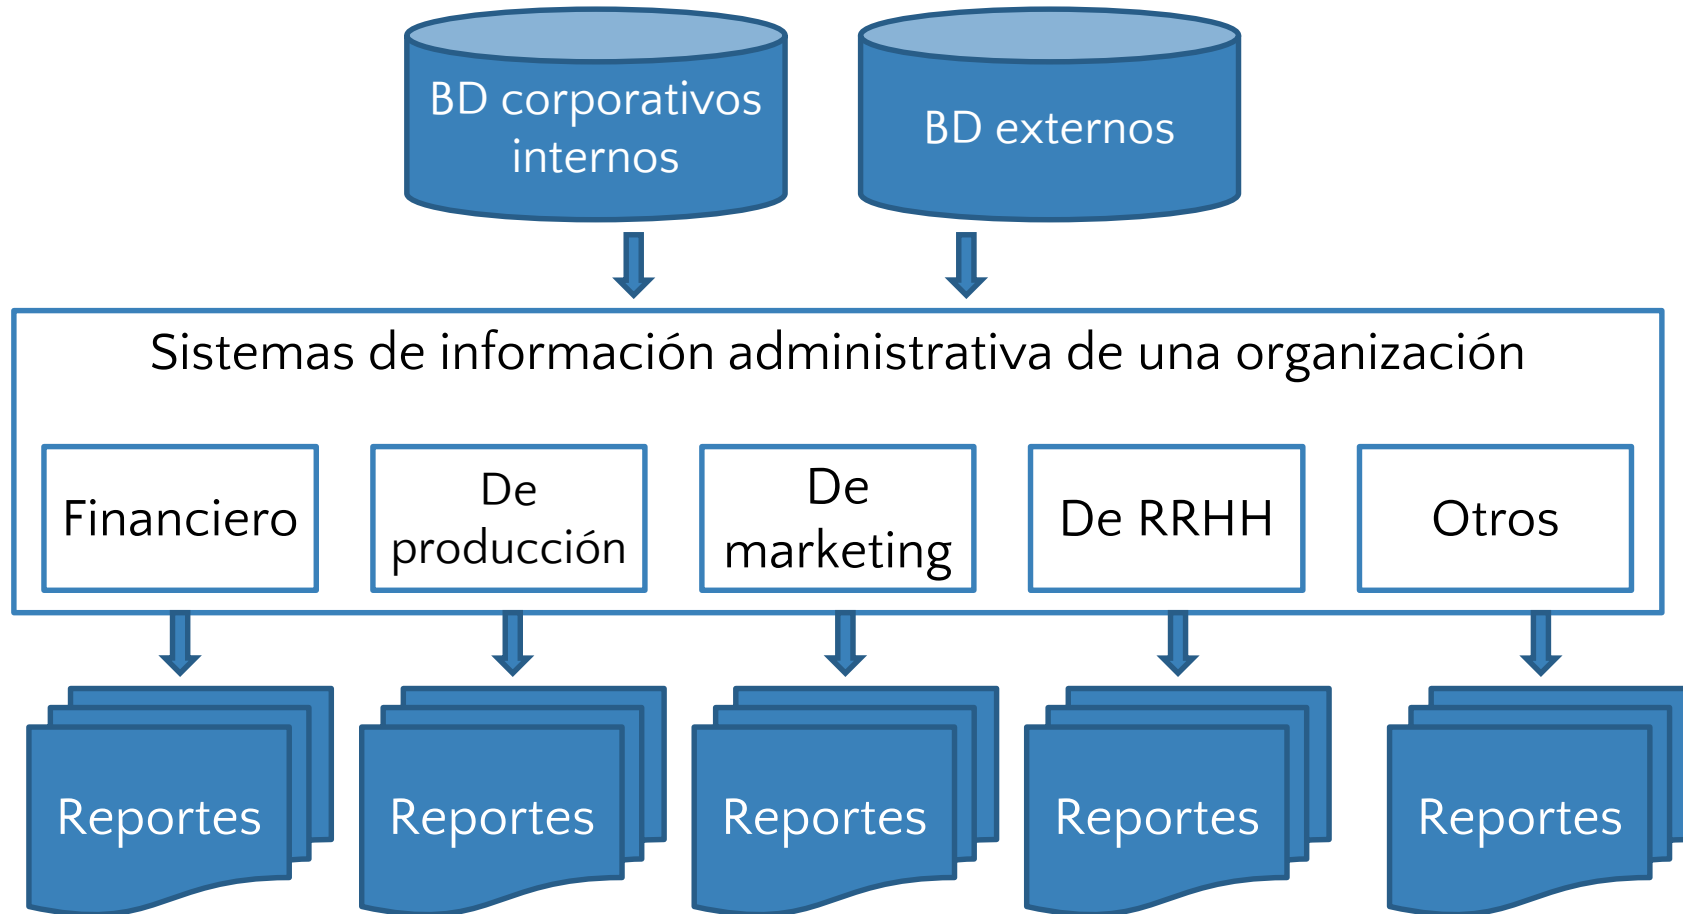 BD corporativos
internos
BD externos
Sistemas de información administrativa de una organización
Financiero
De
producción
De
marketing
De RRHH
Otros
Reportes
Reportes
Reportes
Reportes
Reportes